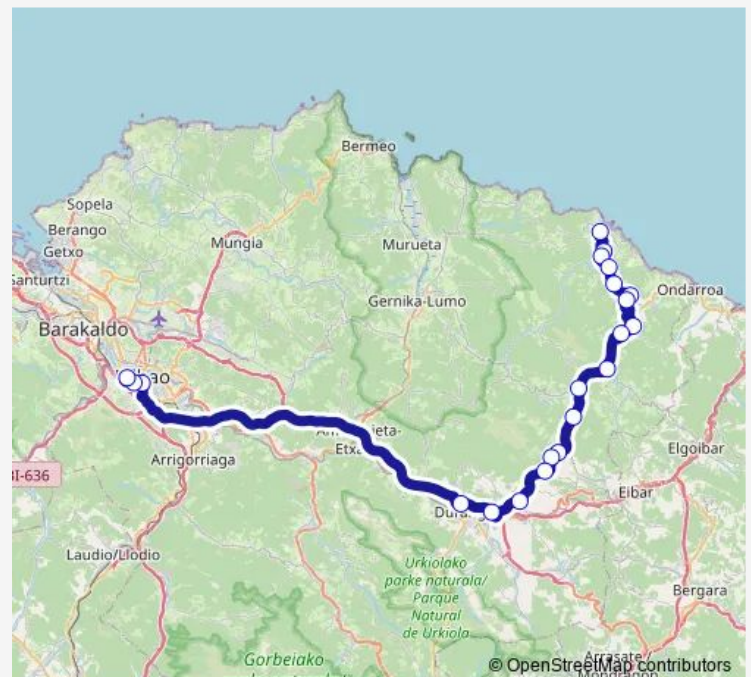 Bermeo
Sopela
Berango
Getxo
Mungia
Murueta
Santurtzi
Ondarroa
Gernika-Lumo
Barakaldo
Arrigorriaga
Elgoibar
BI-636
Eibar
Laudio/Llodio
Urkiolako
parke naturala/
Parque
Natural
de Urkiola
Bergara
Gorbeiako
Arrasate /
Mondragón
© OpenStreetMap contributors